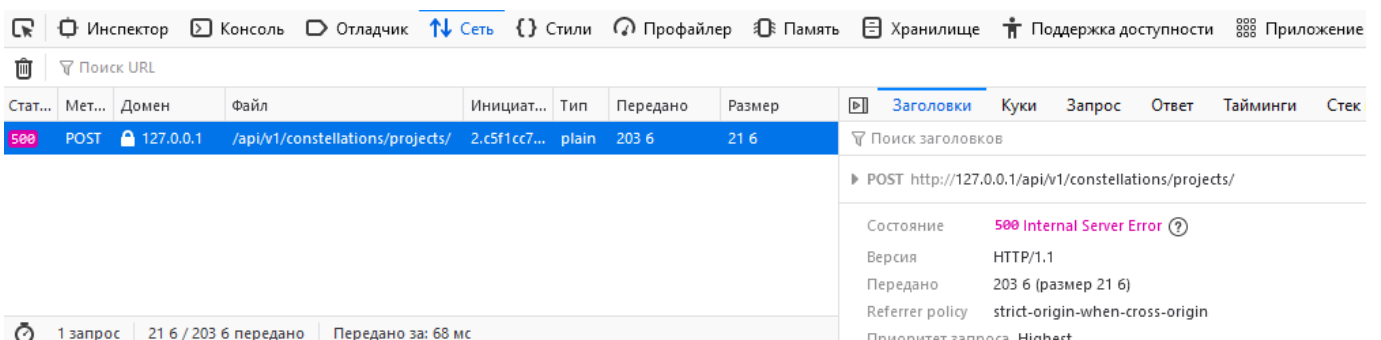 Инспектор Консоль Отладчик Сеть Стили Профайлер Память Хранилище Поддержка доступности Приложение
Поиск URL
Стат... Мет... Домен Файл Инициат... Тип Передано Размер
500 POST 127.0.0.1 /api/v1/constellations/projects/ 2.c5f1cc7... plain 203 б 21 б
1 запрос 21 б / 203 б передано Передано за: 68 мс
Заголовки Куки Запрос Ответ Тайминги Стек
Поиск заголовков
POST http://127.0.0.1/api/v1/constellations/projects/
Состояние 500 Internal Server Error
Версия HTTP/1.1
Передано 203 б (размер 21 б)
Referrer policy strict-origin-when-cross-origin
Приоритет запроса Highest